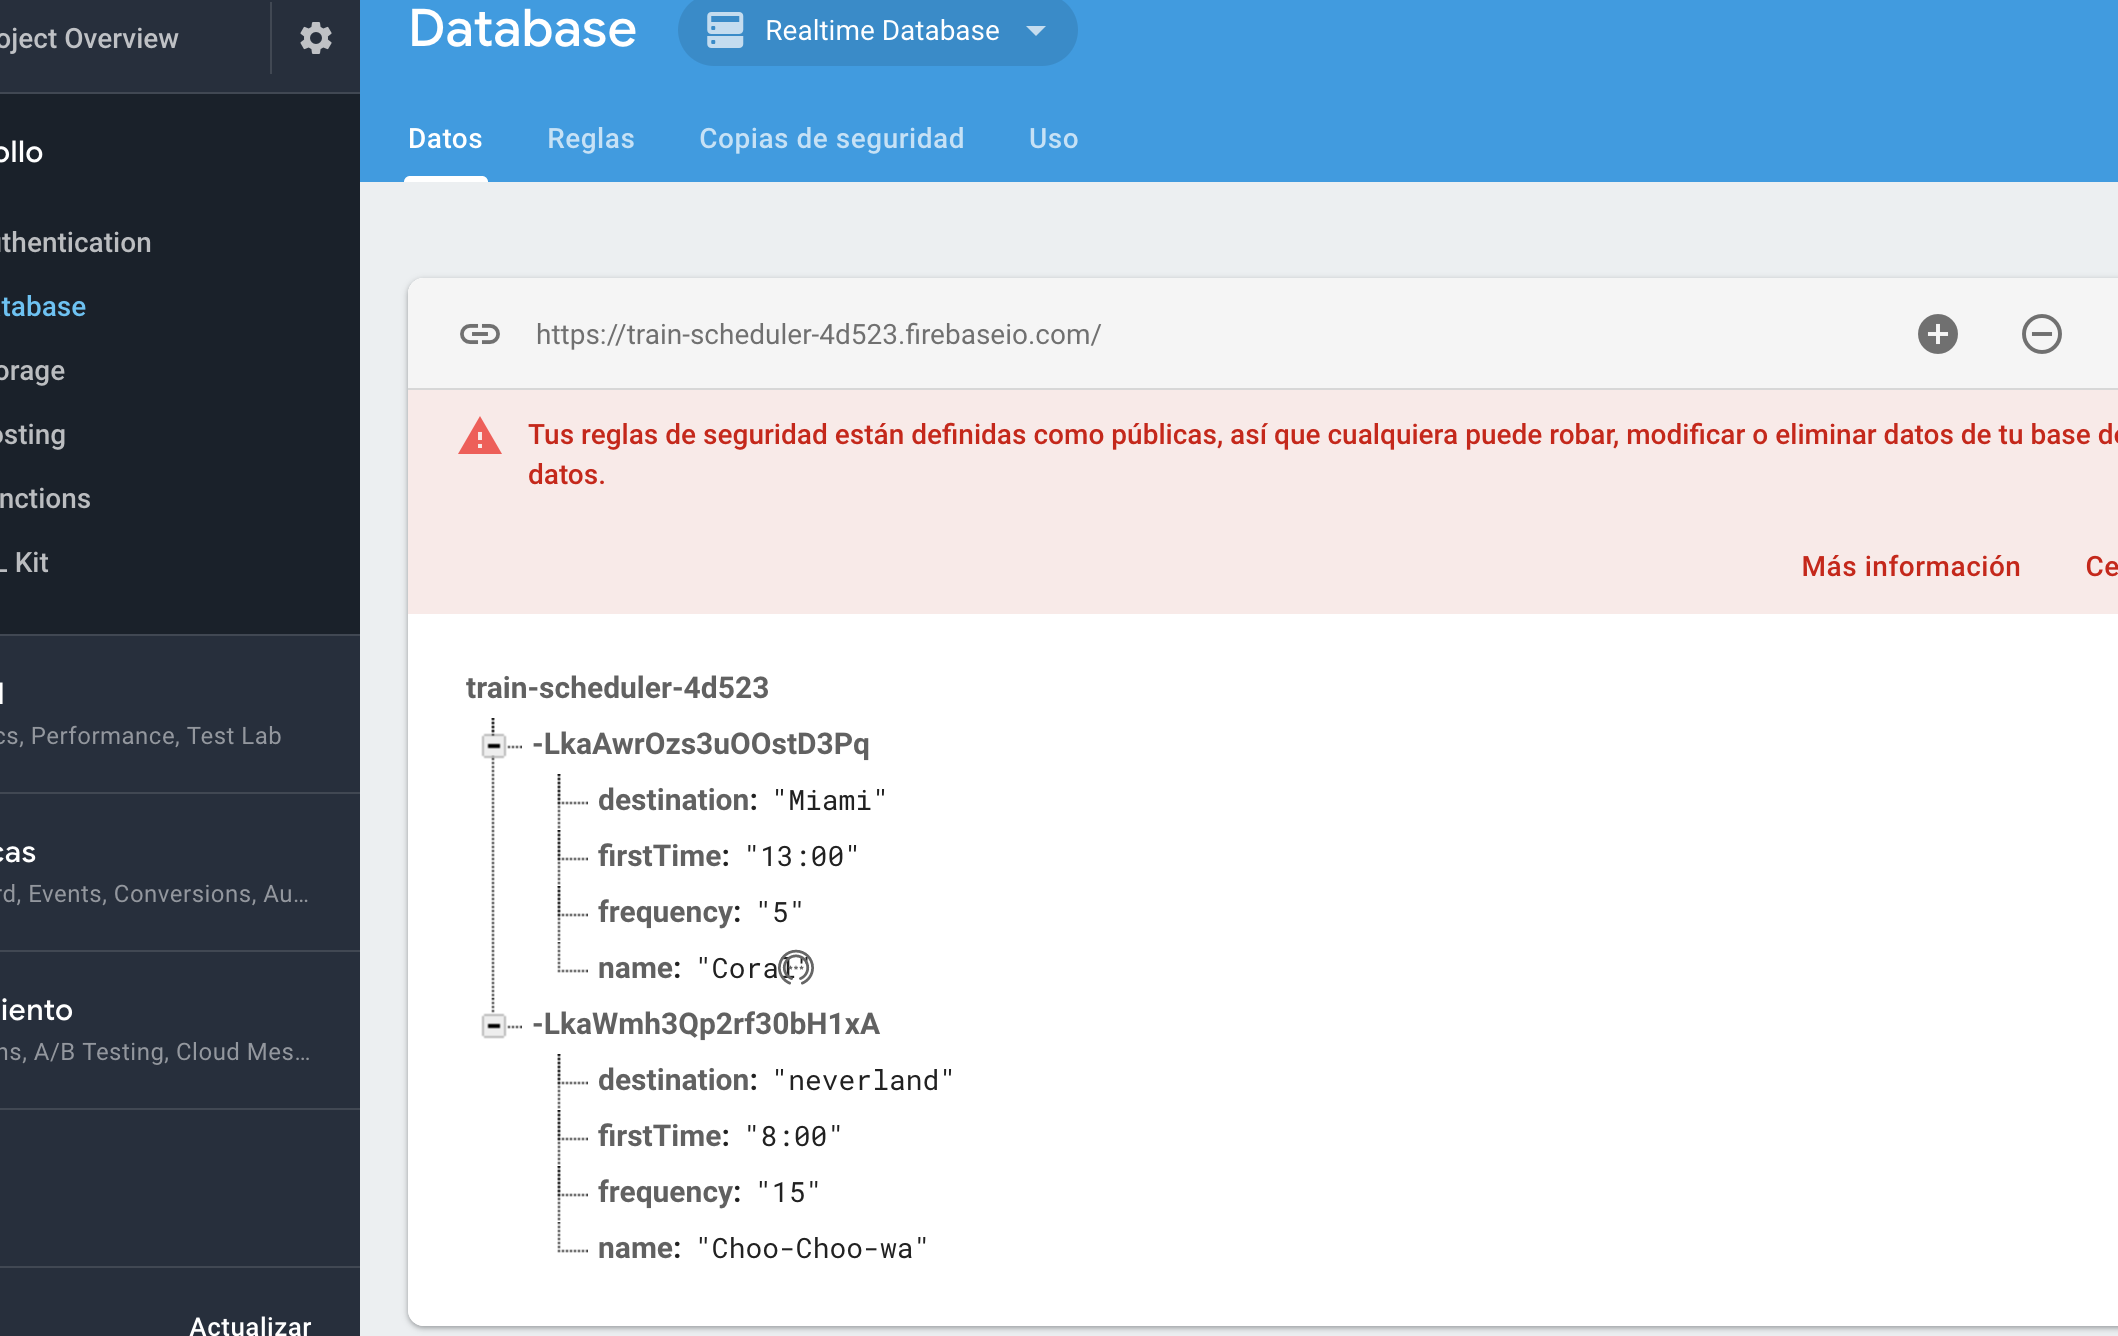 oject Overview
Database
Realtime Database
Datos
Reglas
Copias de seguridad
Uso
ollo
thentication
tabase
orage
sting
nctions
Kit
cs, Performance, Test Lab
cas
rd, Events, Conversions, Au…
iento
ns, A/B Testing, Cloud Mes…
Actualizar
https://train-scheduler-4d523.firebaseio.com/
Tus reglas de seguridad están definidas como públicas, así que cualquiera puede robar, modificar o eliminar datos de tu base de
datos.
Más información
Ce
train-scheduler-4d523
-LkaAwrOzs3uOOstD3Pq
destination: "Miami"
firstTime: "13:00"
frequency: "5"
name: "Coral"
-LkaWmh3Qp2rf30bH1xA
destination: "neverland"
firstTime: "8:00"
frequency: "15"
name: "Choo-Choo-wa"